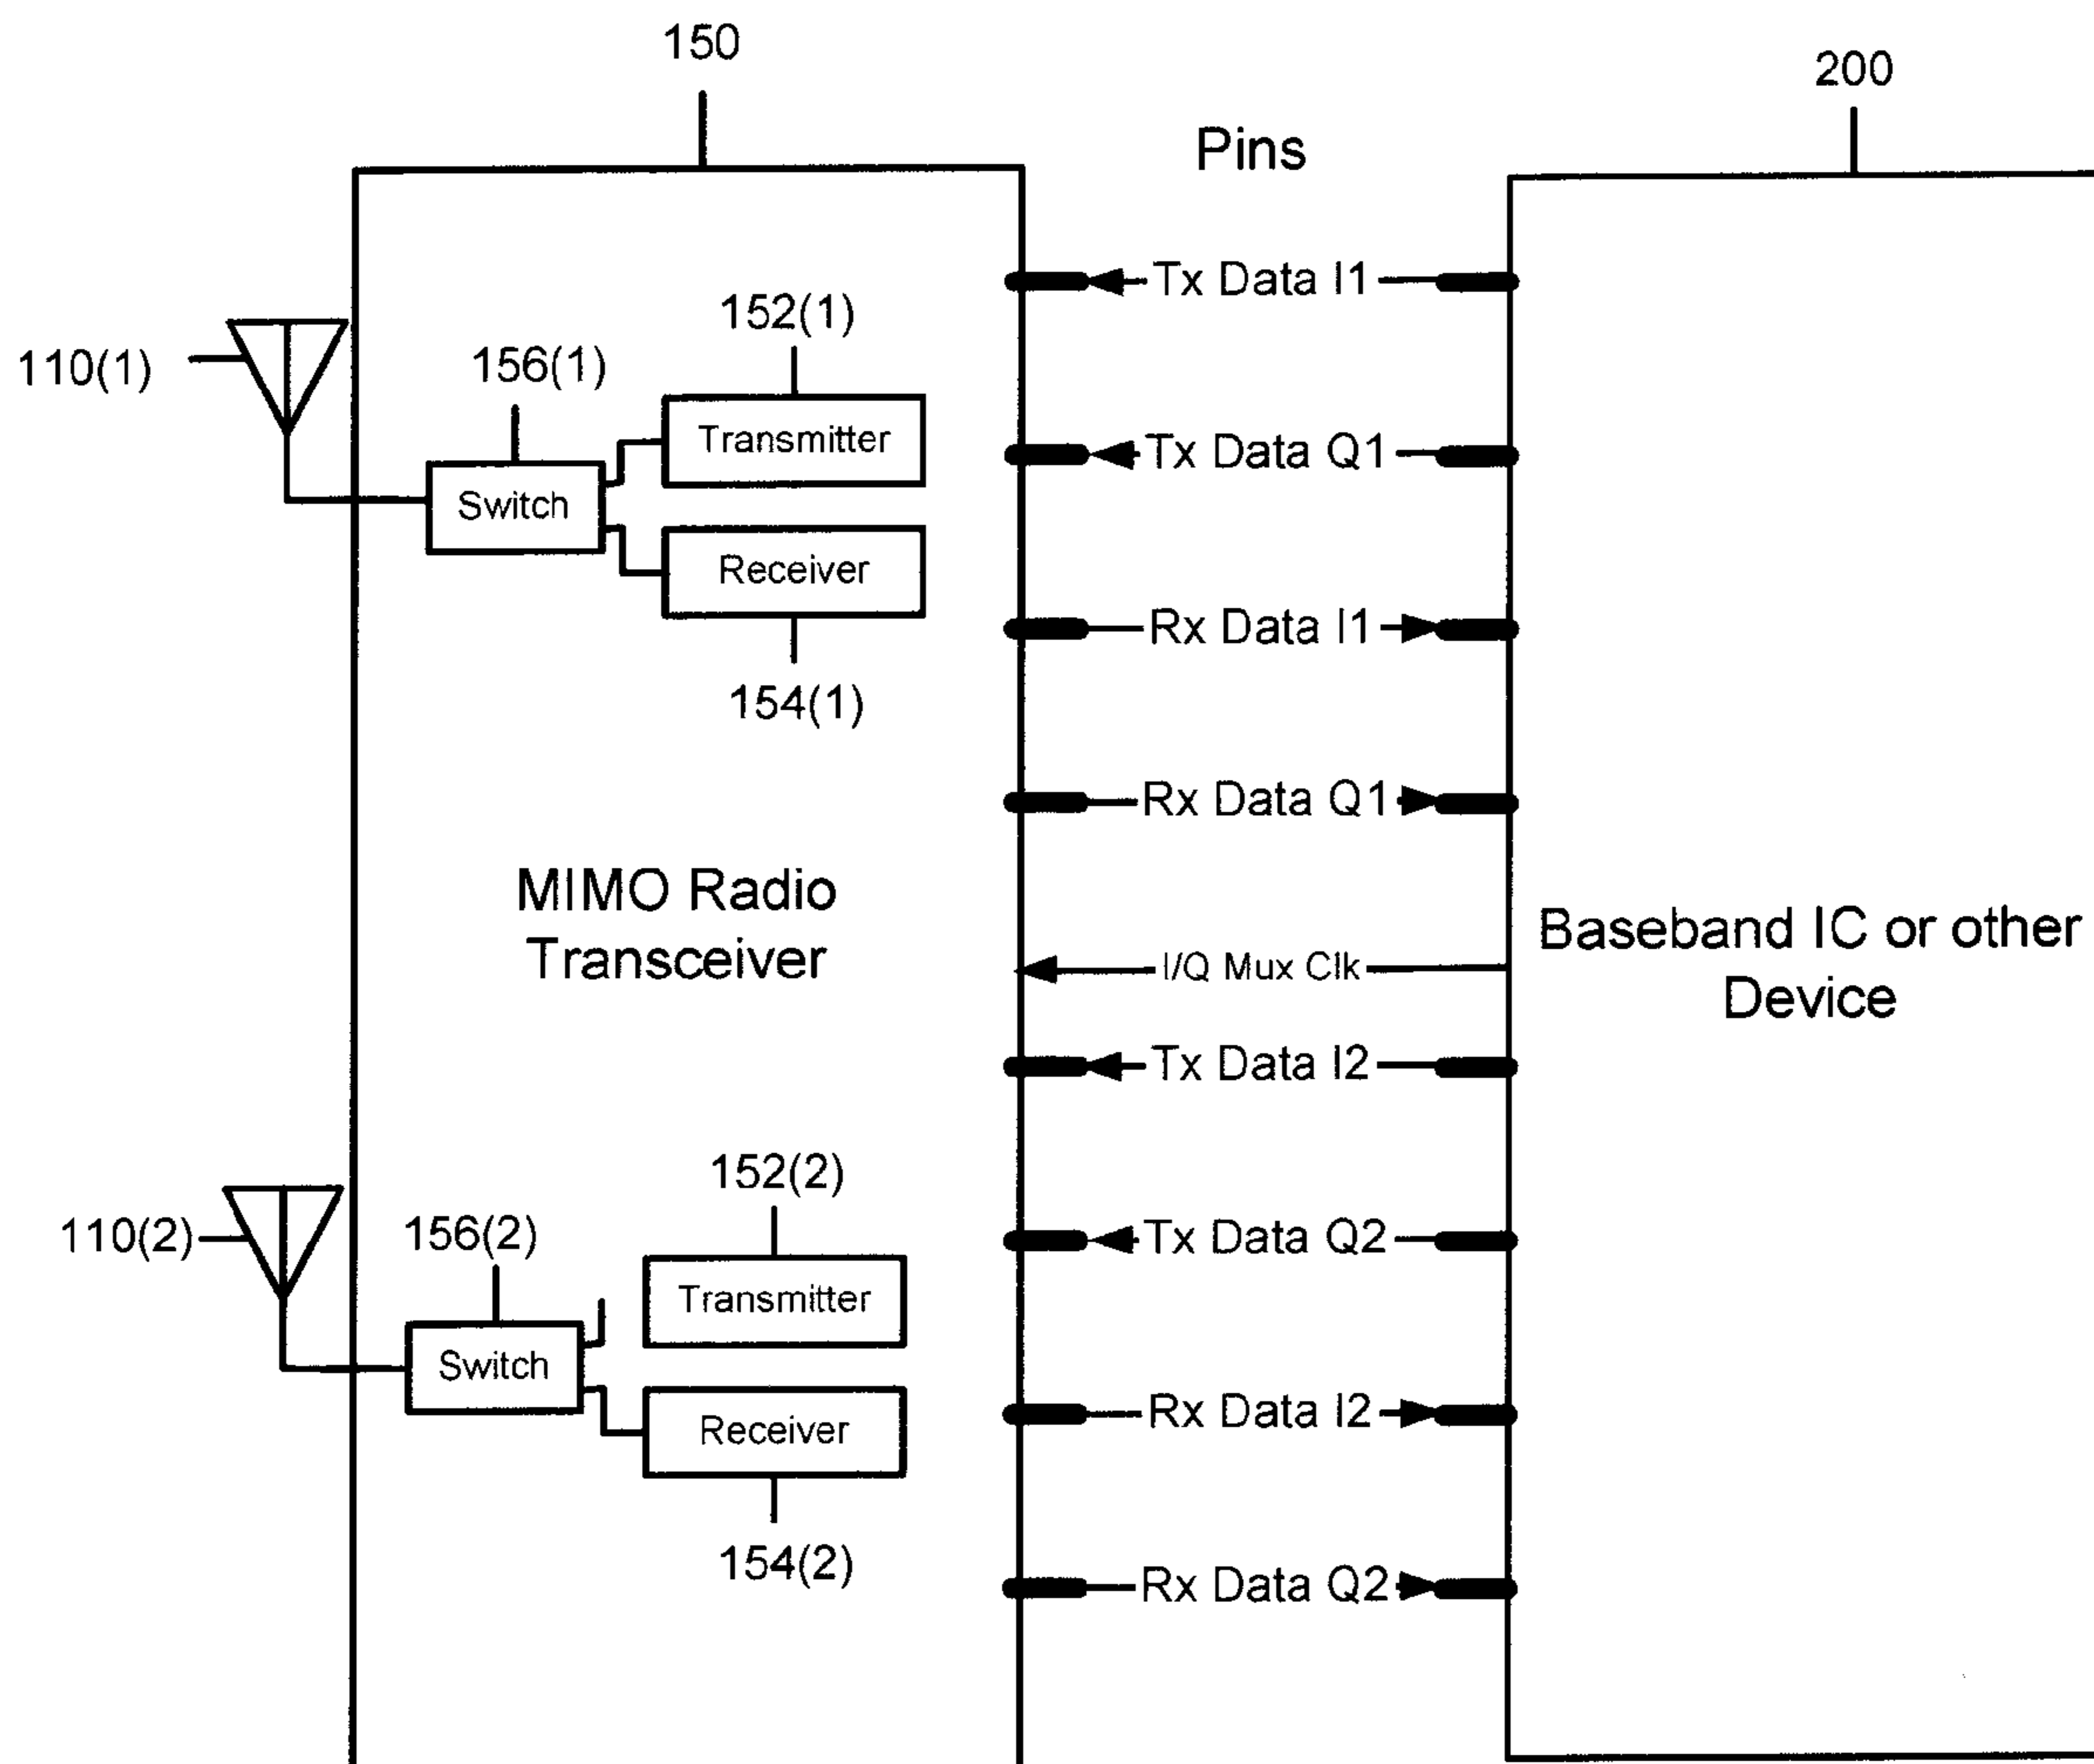 150
200
Pins
Tx Data I1
152(1)
110(1)
156(1)
Transmitter
Tx Data Q1
Switch
Receiver
Rx Data I1
154(1)
Rx Data Q1
MIMO Radio
Transceiver
Baseband IC or other
Device
I/Q Mux Clk
Tx Data I2
152(2)
110(2)
156(2)
Tx Data Q2
Transmitter
Switch
Rx Data I2
Receiver
154(2)
Rx Data Q2